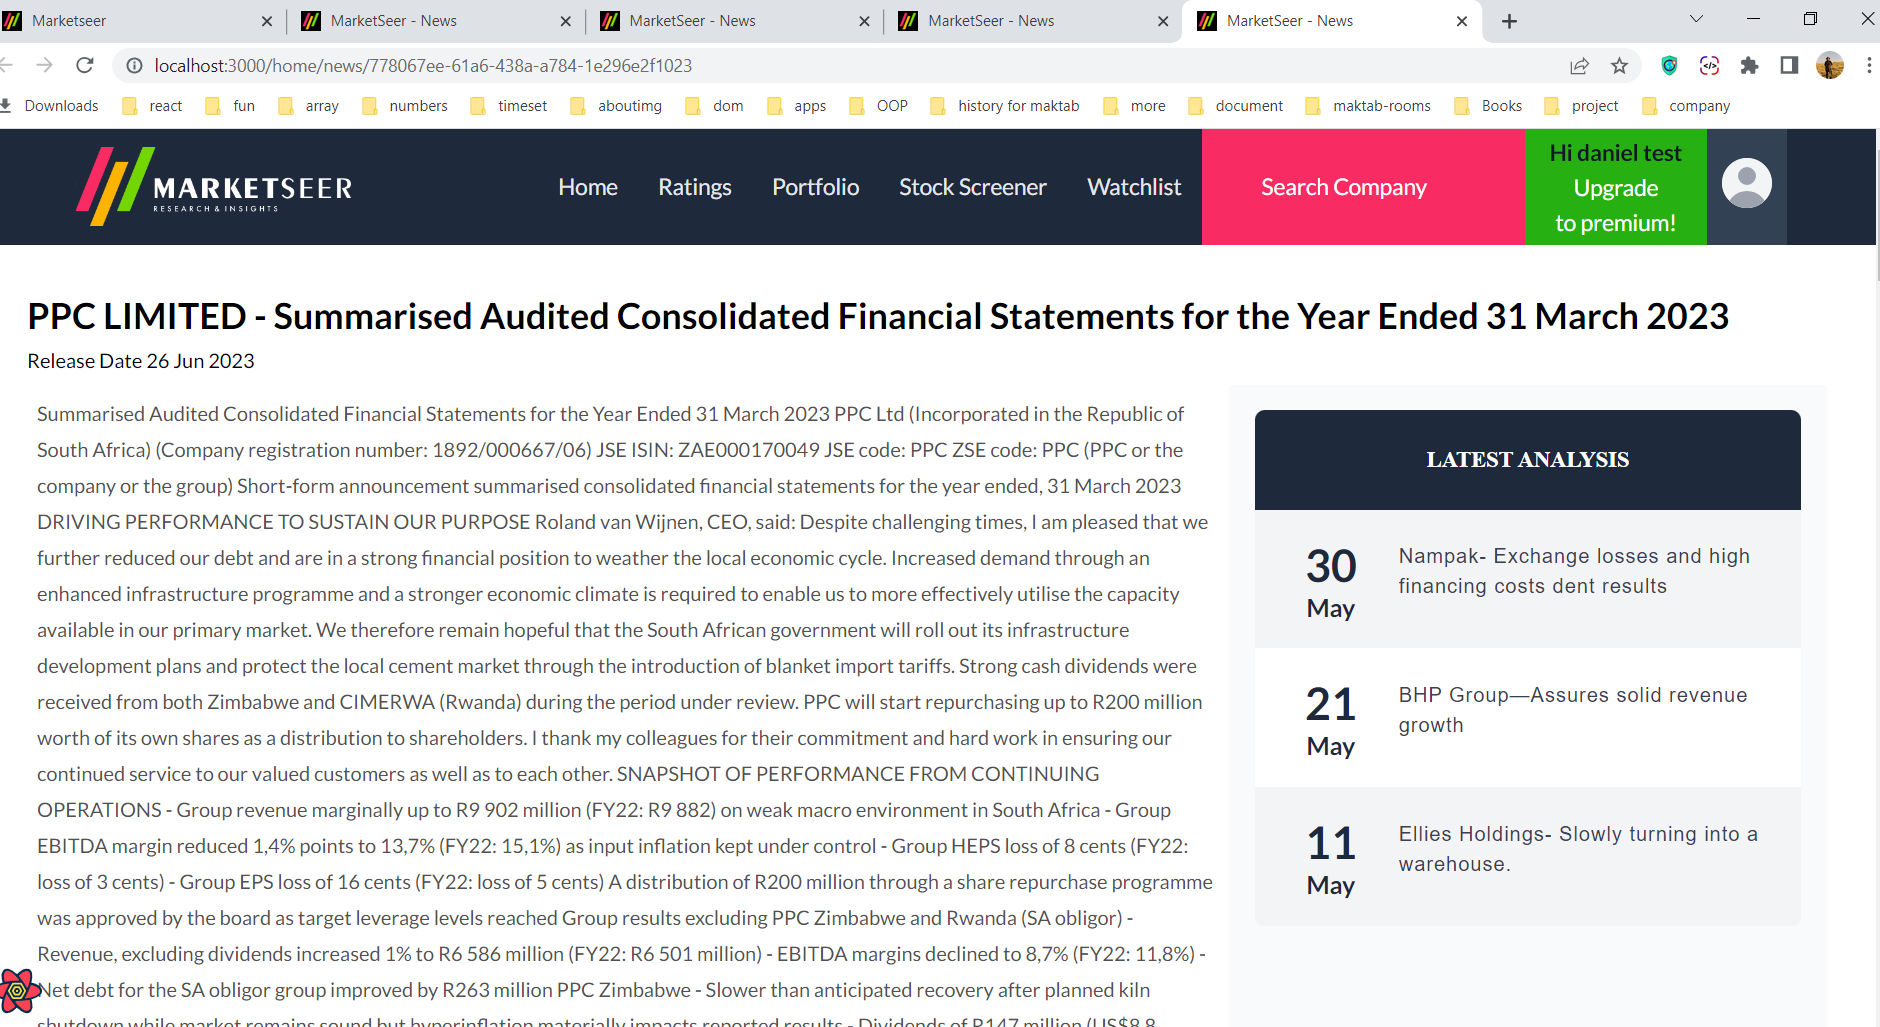 Marketseer
MarketSeer - News
MarketSeer - News
MarketSeer - News
MarketSeer - News
localhost:3000/home/news/778067ee-61a6-438a-a784-1e296e2f1023
Downloads react fun array numbers timeset aboutimg dom apps OOP history for maktab more document maktab-rooms Books project company
MARKETSEER
RESEARCH & INSIGHTS
Home Ratings Portfolio Stock Screener Watchlist Search Company
Hi daniel test
Upgrade
to premium!
PPC LIMITED - Summarised Audited Consolidated Financial Statements for the Year Ended 31 March 2023
Release Date 26 Jun 2023
Summarised Audited Consolidated Financial Statements for the Year Ended 31 March 2023 PPC Ltd (Incorporated in the Republic of
South Africa) (Company registration number: 1892/000667/06) JSE ISIN: ZAE000170049 JSE code: PPC ZSE code: PPC (PPC or the
company or the group) Short-form announcement summarised consolidated financial statements for the year ended, 31 March 2023
DRIVING PERFORMANCE TO SUSTAIN OUR PURPOSE Roland van Wijnen, CEO, said: Despite challenging times, I am pleased that we
further reduced our debt and are in a strong financial position to weather the local economic cycle. Increased demand through an
enhanced infrastructure programme and a stronger economic climate is required to enable us to more effectively utilise the capacity
available in our primary market. We therefore remain hopeful that the South African government will roll out its infrastructure
development plans and protect the local cement market through the introduction of blanket import tariffs. Strong cash dividends were
received from both Zimbabwe and CIMERWA (Rwanda) during the period under review. PPC will start repurchasing up to R200 million
worth of its own shares as a distribution to shareholders. I thank my colleagues for their commitment and hard work in ensuring our
continued service to our valued customers as well as to each other. SNAPSHOT OF PERFORMANCE FROM CONTINUING
OPERATIONS - Group revenue marginally up to R9 902 million (FY22: R9 882) on weak macro environment in South Africa - Group
EBITDA margin reduced 1,4% points to 13,7% (FY22: 15,1%) as input inflation kept under control - Group HEPS loss of 8 cents (FY22:
loss of 3 cents) - Group EPS loss of 16 cents (FY22: loss of 5 cents) A distribution of R200 million through a share repurchase programme
was approved by the board as target leverage levels reached Group results excluding PPC Zimbabwe and Rwanda (SA obligor) -
Revenue, excluding dividends increased 1% to R6 586 million (FY22: R6 501 million) - EBITDA margins declined to 8,7% (FY22: 11,8%) -
Net debt for the SA obligor group improved by R263 million PPC Zimbabwe - Slower than anticipated recovery after planned kiln
shutdown while market remains sound but hyperinflation materially impacts reported results - Dividends of R147 million (US$8,8
LATEST ANALYSIS
30
May
Nampak- Exchange losses and high
financing costs dent results
21
May
BHP Group—Assures solid revenue
growth
11
May
Ellies Holdings- Slowly turning into a
warehouse.